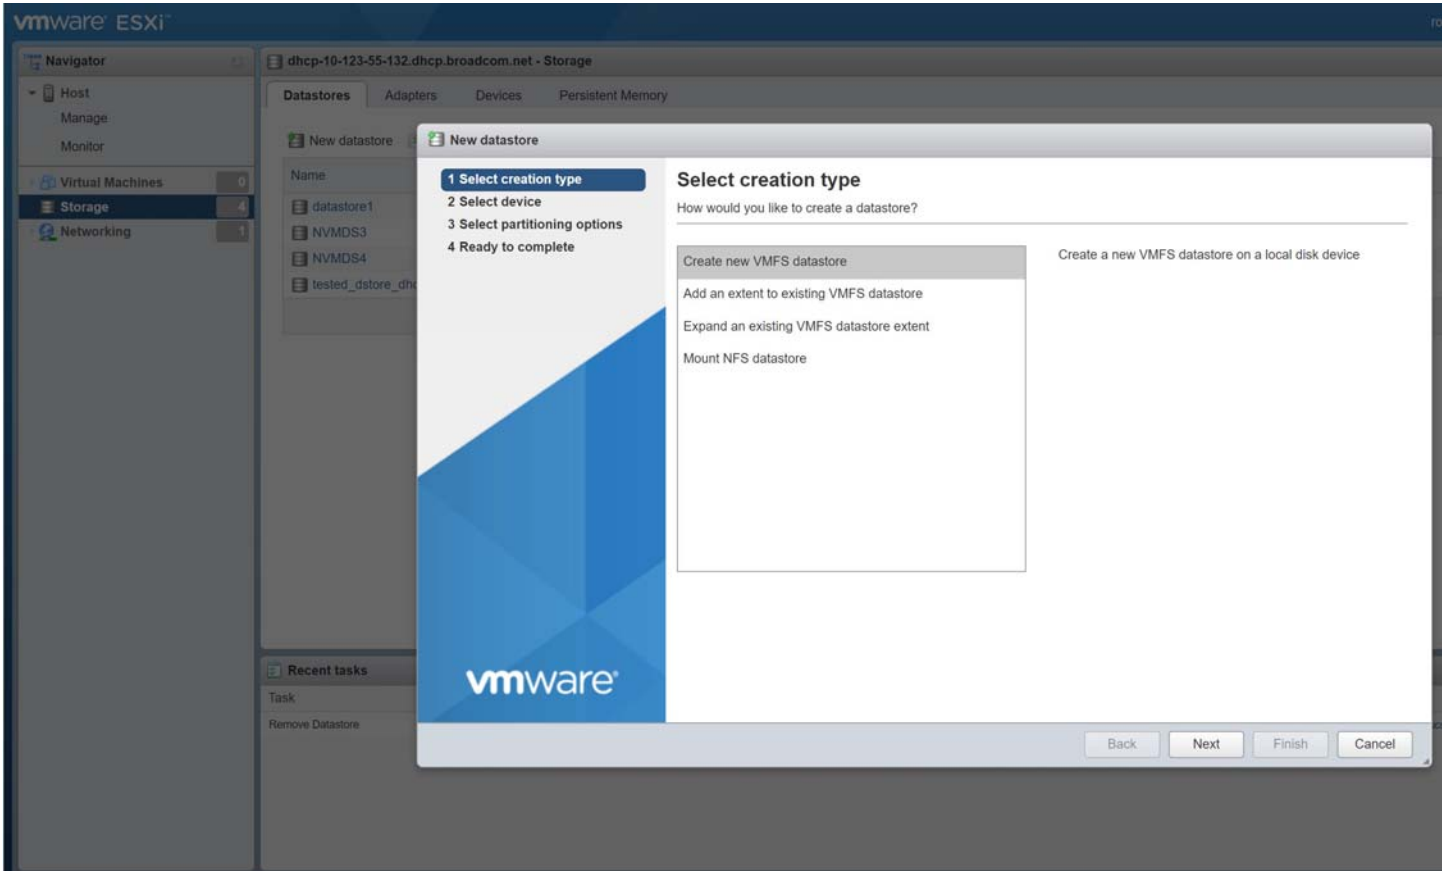 vmware ESXi™
Navigator
dhcp-10-123-55-132.dhcp.broadcom.net - Storage
Host
Manage
Monitor
Virtual Machines 0
Storage 4
Networking 1
Datastores Adapters Devices Persistent Memory
New datastore
Name
datastore1
NVMDS3
NVMDS4
tested_dstore_dhc
Recent tasks
Task
Remove Datastore
New datastore
1 Select creation type
2 Select device
3 Select partitioning options
4 Ready to complete
vmware®
Select creation type
How would you like to create a datastore?
Create new VMFS datastore
Add an extent to existing VMFS datastore
Expand an existing VMFS datastore extent
Mount NFS datastore
Create a new VMFS datastore on a local disk device
Back Next Finish Cancel